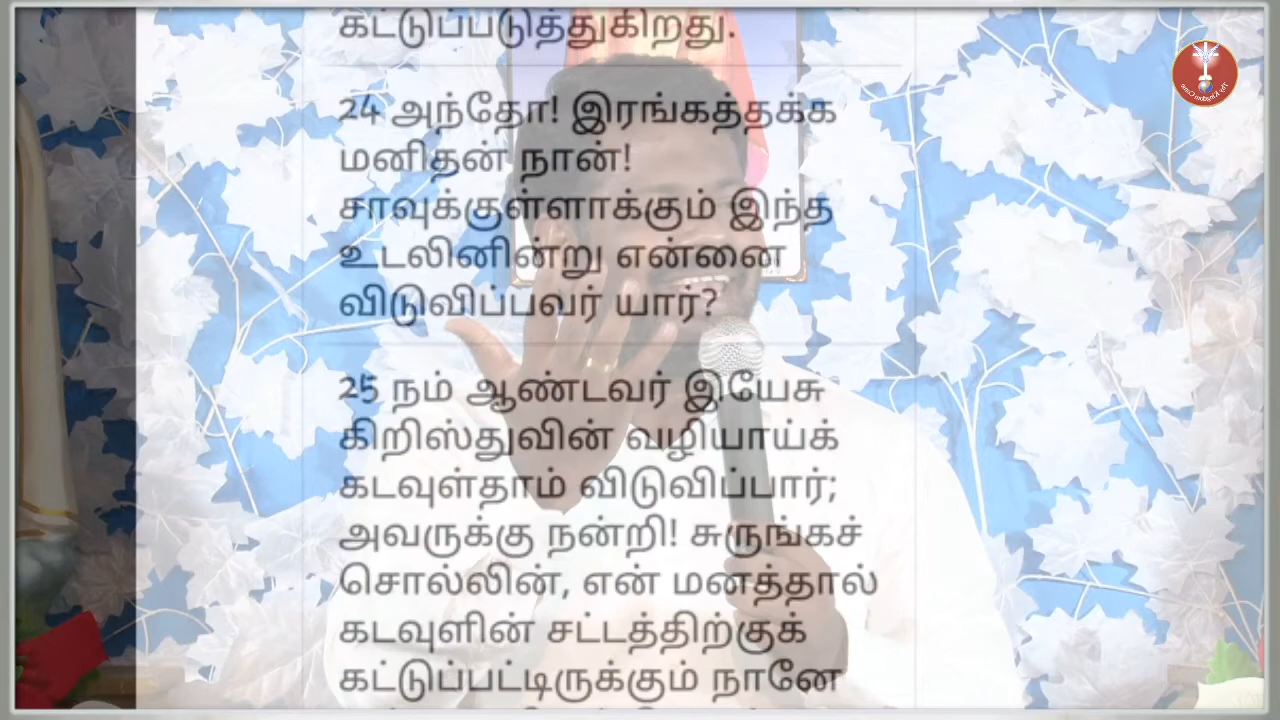 கட்டுப்படுத்துகிறது.
24 அந்தோ! இரங்கத்தக்க
மனிதன் நான்!
சாவுக்குள்ளாக்கும் இந்த
உடலினின்று என்னை
விடுவிப்பவர் யார்?
25 நம் ஆண்டவர் இயேசு
கிறிஸ்துவின் வழியாய்க்
கடவுள்தாம் விடுவிப்பார்;
அவருக்கு நன்றி! சுருங்கச்
சொல்லின், என் மனத்தால்
கடவுளின் சட்டத்திற்குக்
கட்டுப்பட்டிருக்கும் நானே